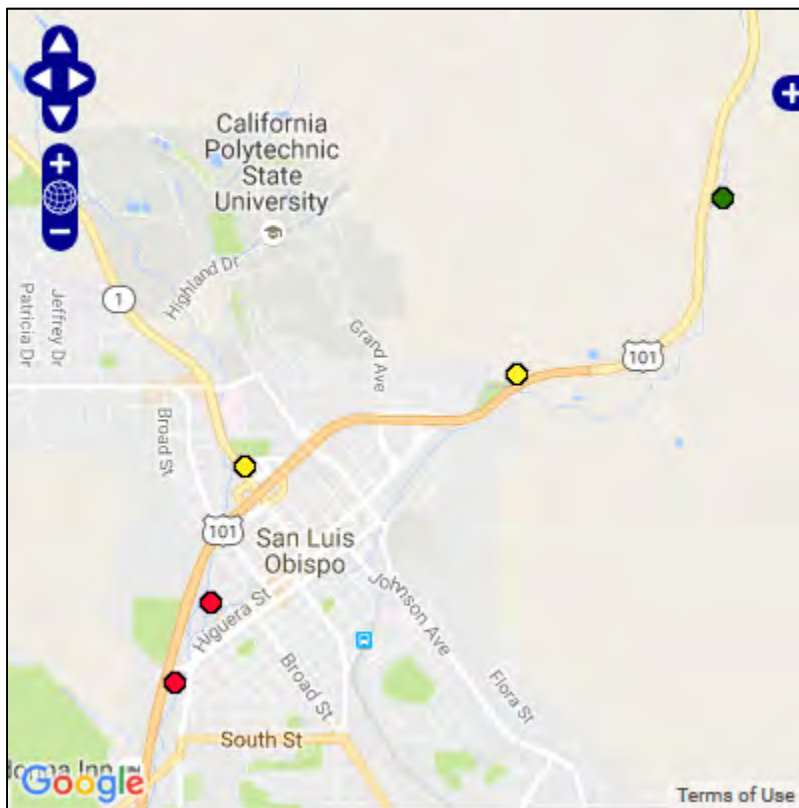 California
Polytechnic
State
University
Highland Dr
1
Jeffrey Dr
Patricia Dr
Grand Ave
101
Broad St
101
San Luis
Obispo
Higuera St
Johnson Ave
Broad St
Flora St
South St
Inn
Google
Terms of Use